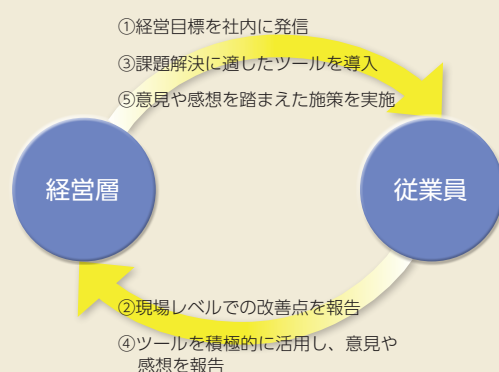 ①経営目標を社内に発信
③課題解決に適したツールを導入
⑤意見や感想を踏まえた施策を実施
経営層
従業員
②現場レベルでの改善点を報告
④ツールを積極的に活用し、意見や
感想を報告